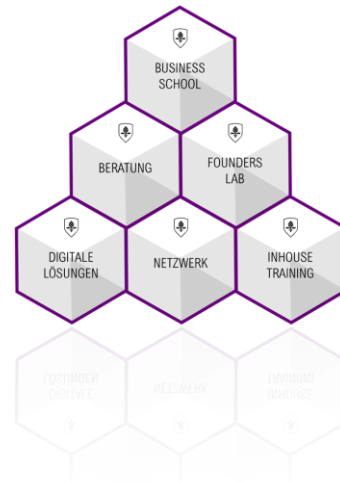 BUSINESS
SCHOOL
BERATUNG
FOUNDERS
LAB
DIGITALE
LÖSUNGEN
NETZWERK
INHOUSE
TRAINING